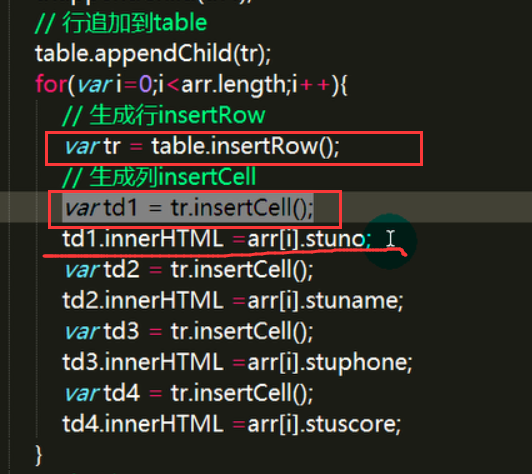 // 行追加到table
table.appendChild(tr);
for(var i=0;i<arr.length;i++){
// 生成行insertRow
var tr = table.insertRow();
// 生成列insertCell
var td1 = tr.insertCell();
td1.innerHTML =arr[i].stuno;
var td2 = tr.insertCell();
td2.innerHTML =arr[i].stuname;
var td3 = tr.insertCell();
td3.innerHTML =arr[i].stuphone;
var td4 = tr.insertCell();
td4.innerHTML =arr[i].stuscore;
}